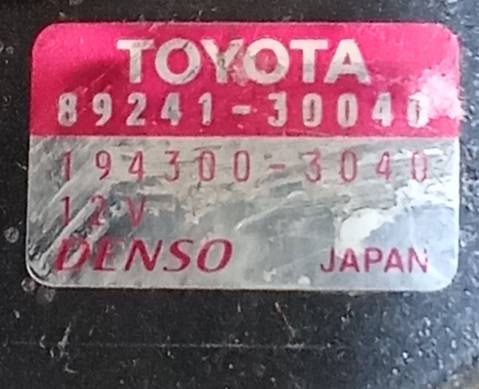 TOYOTA
89241-30040
194300-3040
12V
DENSO JAPAN